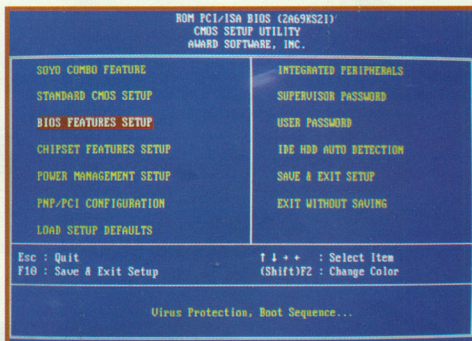 ROM PCI/ISA BIOS (2A69KS21)
CMOS SETUP UTILITY
AWARD SOFTWARE, INC.
SOYO COMBO FEATURE
STANDARD CMOS SETUP
BIOS FEATURES SETUP
CHIPSET FEATURES SETUP
POWER MANAGEMENT SETUP
PNP/PCI CONFIGURATION
LOAD SETUP DEFAULTS
INTEGRATED PERIPHERALS
SUPERVISOR PASSWORD
USER PASSWORD
IDE HDD AUTO DETECTION
SAVE & EXIT SETUP
EXIT WITHOUT SAVING
Esc : Quit
F10 : Save & Exit Setup
↑ ↓ → ← : Select Item
(Shift)F2 : Change Color
Virus Protection, Boot Sequence...